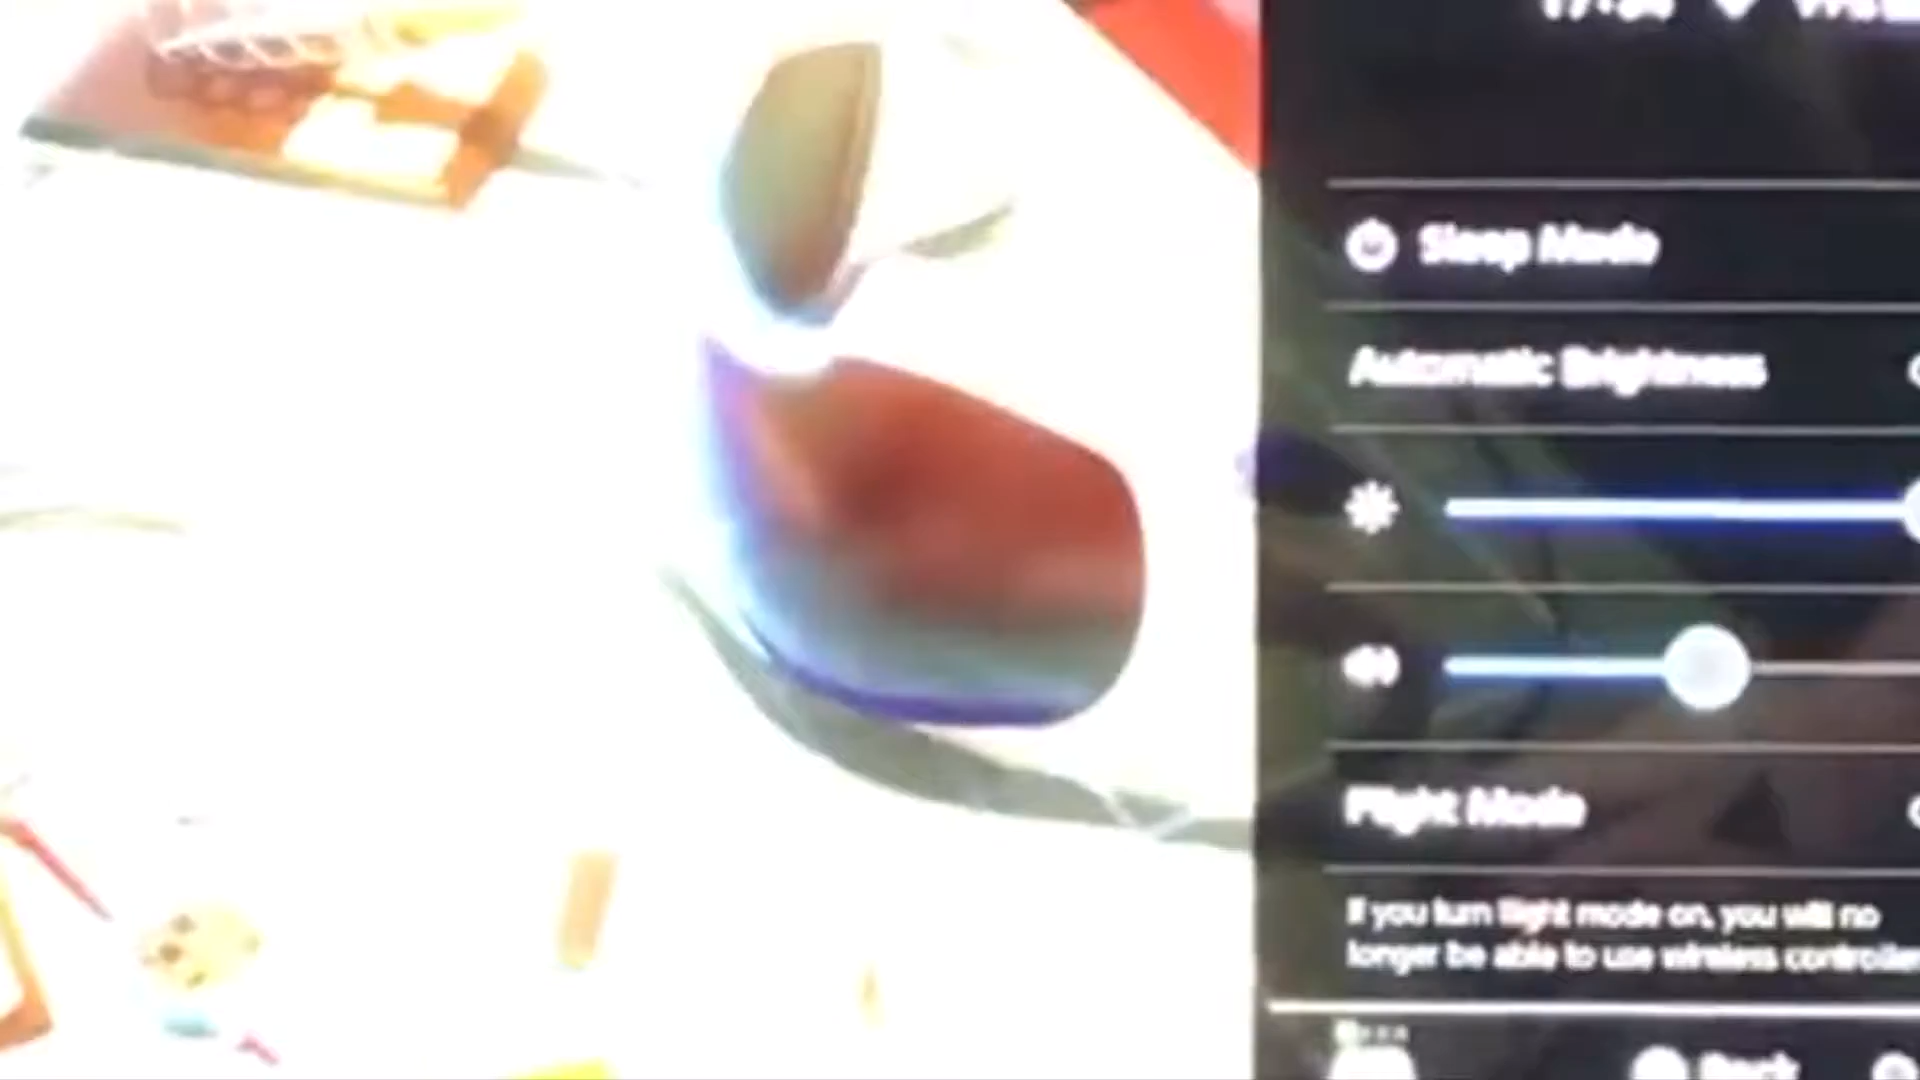 Sleep Mode
Automatic Brightness
Flight Mode
If you turn flight mode on, you will no
longer be able to use wireless controller
Back